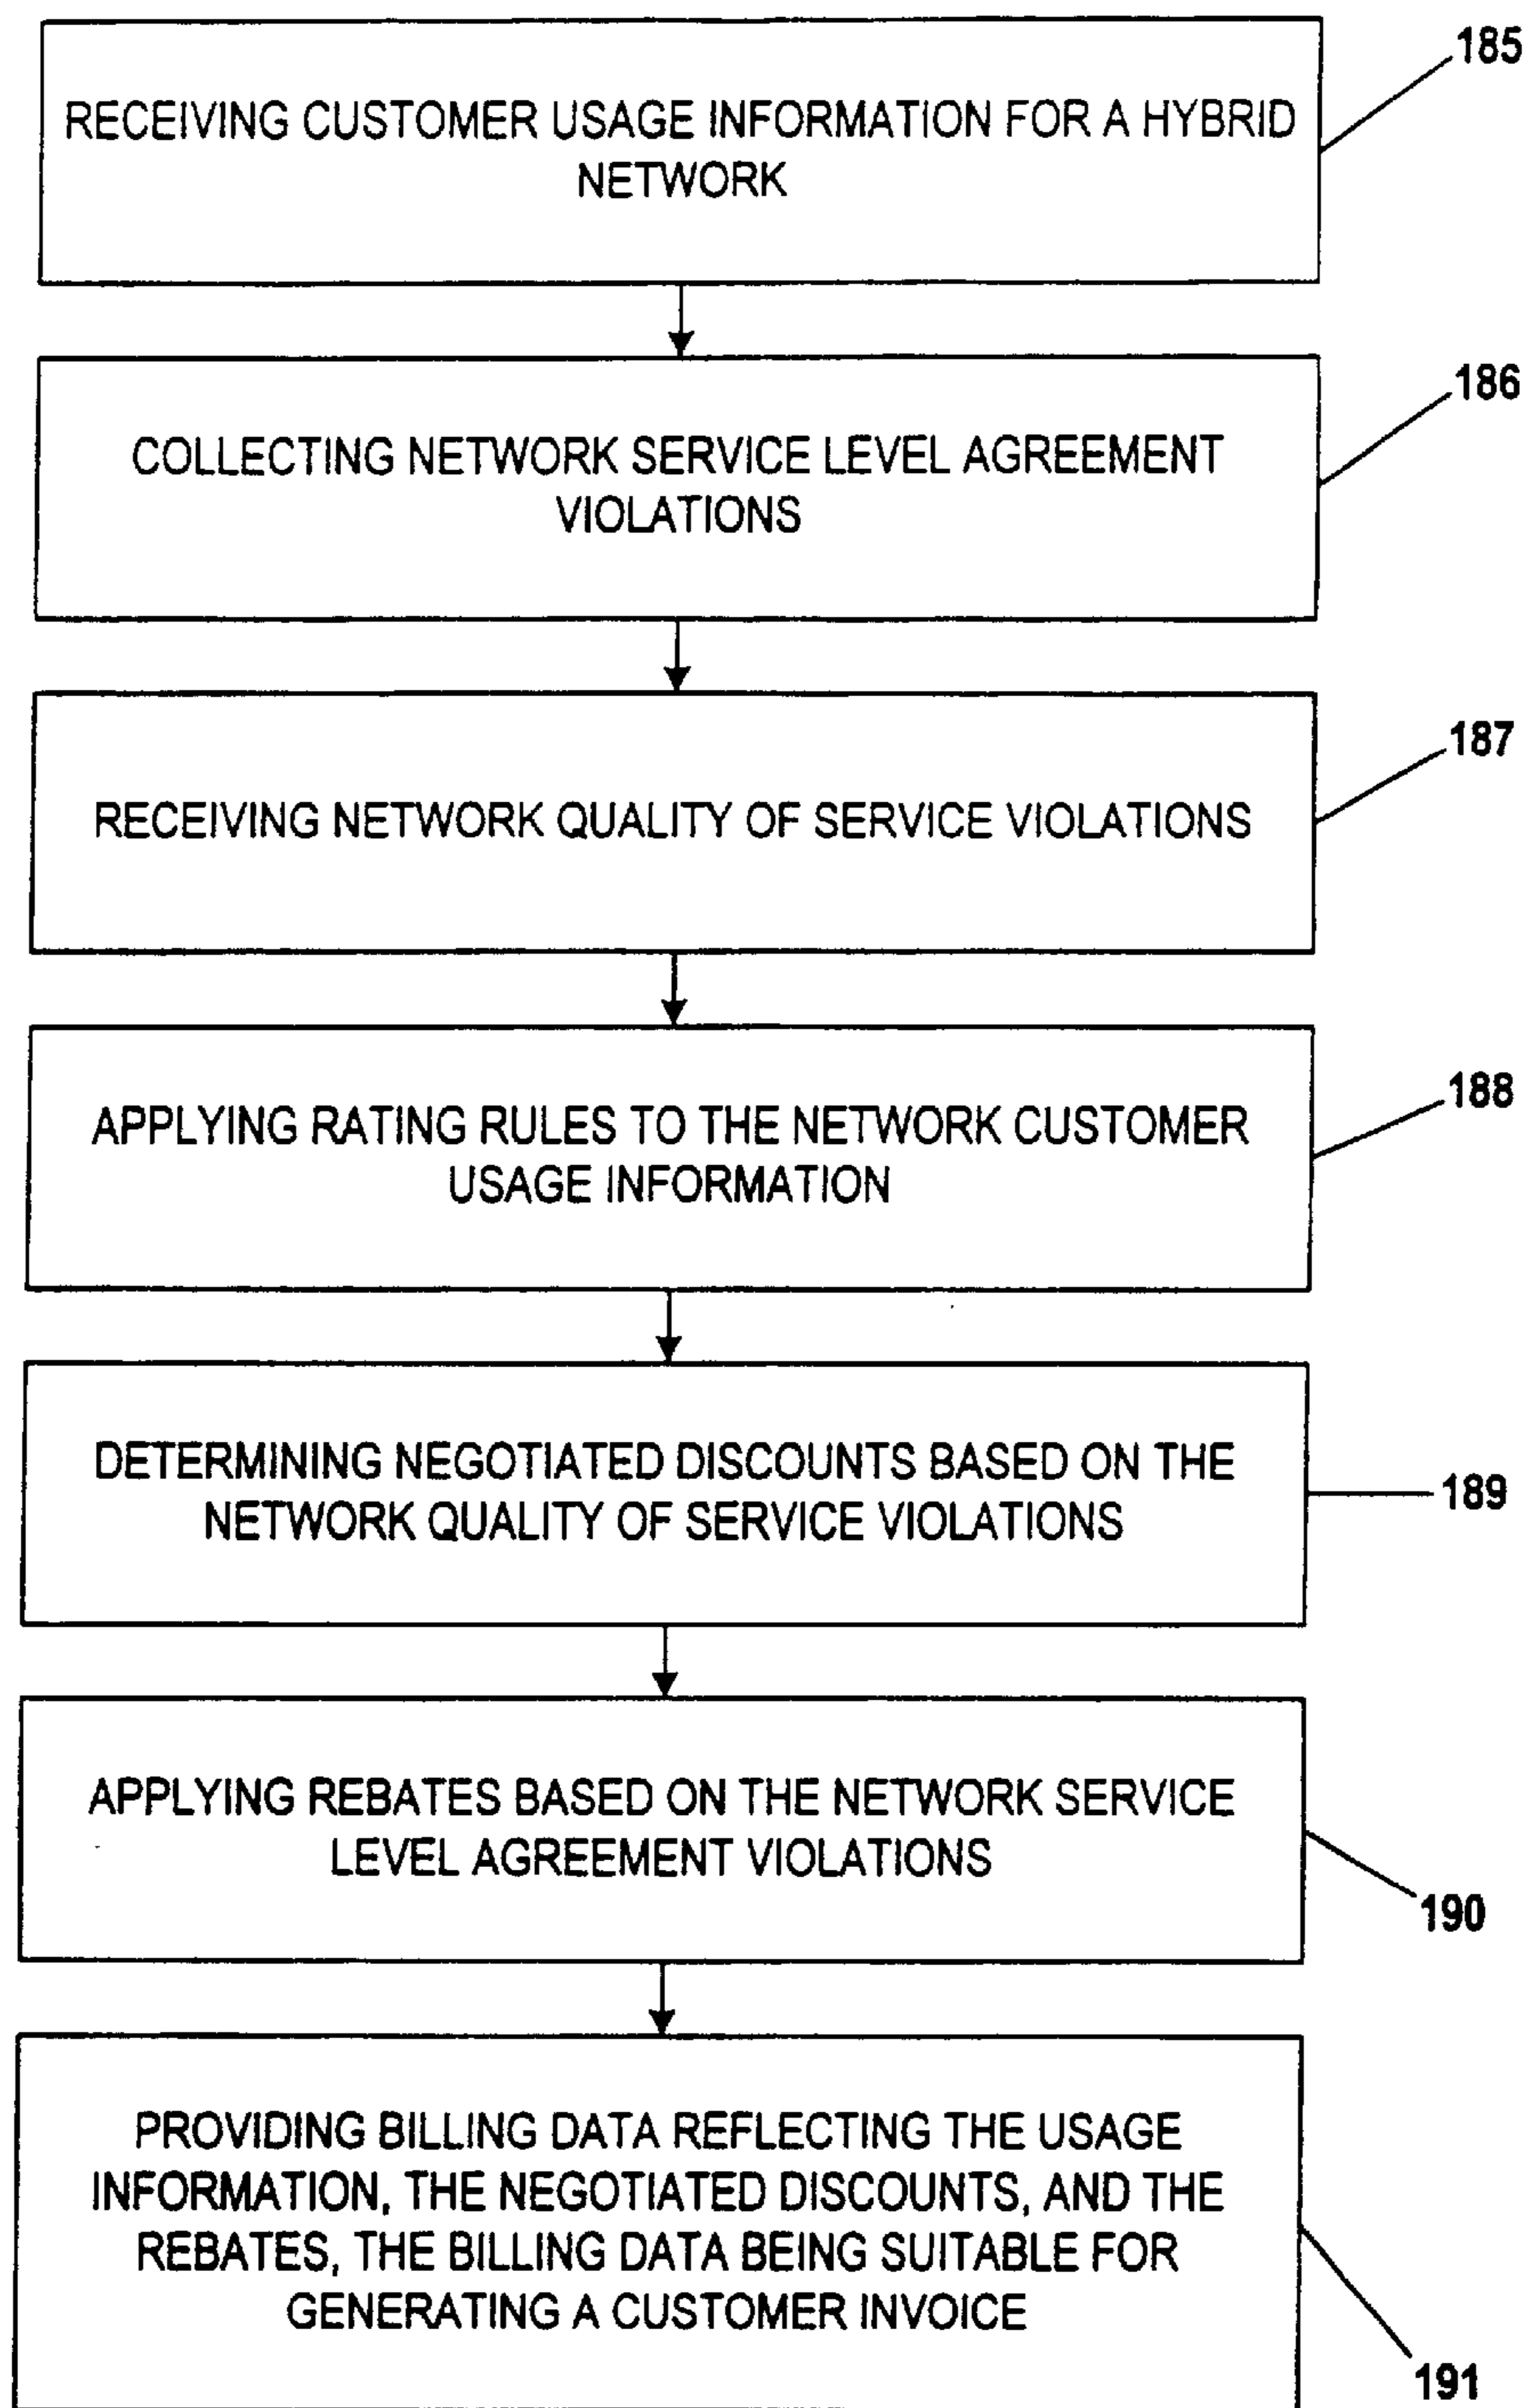 RECEIVING CUSTOMER USAGE INFORMATION FOR A HYBRID
NETWORK
185
COLLECTING NETWORK SERVICE LEVEL AGREEMENT
VIOLATIONS
186
RECEIVING NETWORK QUALITY OF SERVICE VIOLATIONS
187
APPLYING RATING RULES TO THE NETWORK CUSTOMER
USAGE INFORMATION
188
DETERMINING NEGOTIATED DISCOUNTS BASED ON THE
NETWORK QUALITY OF SERVICE VIOLATIONS
189
APPLYING REBATES BASED ON THE NETWORK SERVICE
LEVEL AGREEMENT VIOLATIONS
190
PROVIDING BILLING DATA REFLECTING THE USAGE
INFORMATION, THE NEGOTIATED DISCOUNTS, AND THE
REBATES, THE BILLING DATA BEING SUITABLE FOR
GENERATING A CUSTOMER INVOICE
191